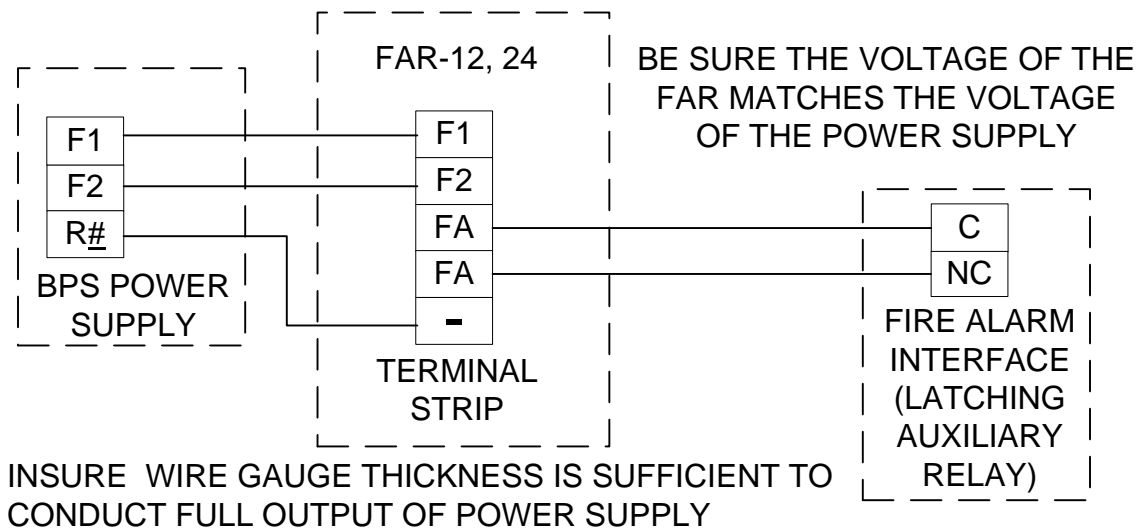 FAR-12, 24
BE SURE THE VOLTAGE OF THE
FAR MATCHES THE VOLTAGE
OF THE POWER SUPPLY
F1
F2
R#
BPS POWER
SUPPLY
F1
F2
FA
FA
-
TERMINAL
STRIP
C
NC
FIRE ALARM
INTERFACE
(LATCHING
AUXILIARY
RELAY)
INSURE WIRE GAUGE THICKNESS IS SUFFICIENT TO
CONDUCT FULL OUTPUT OF POWER SUPPLY